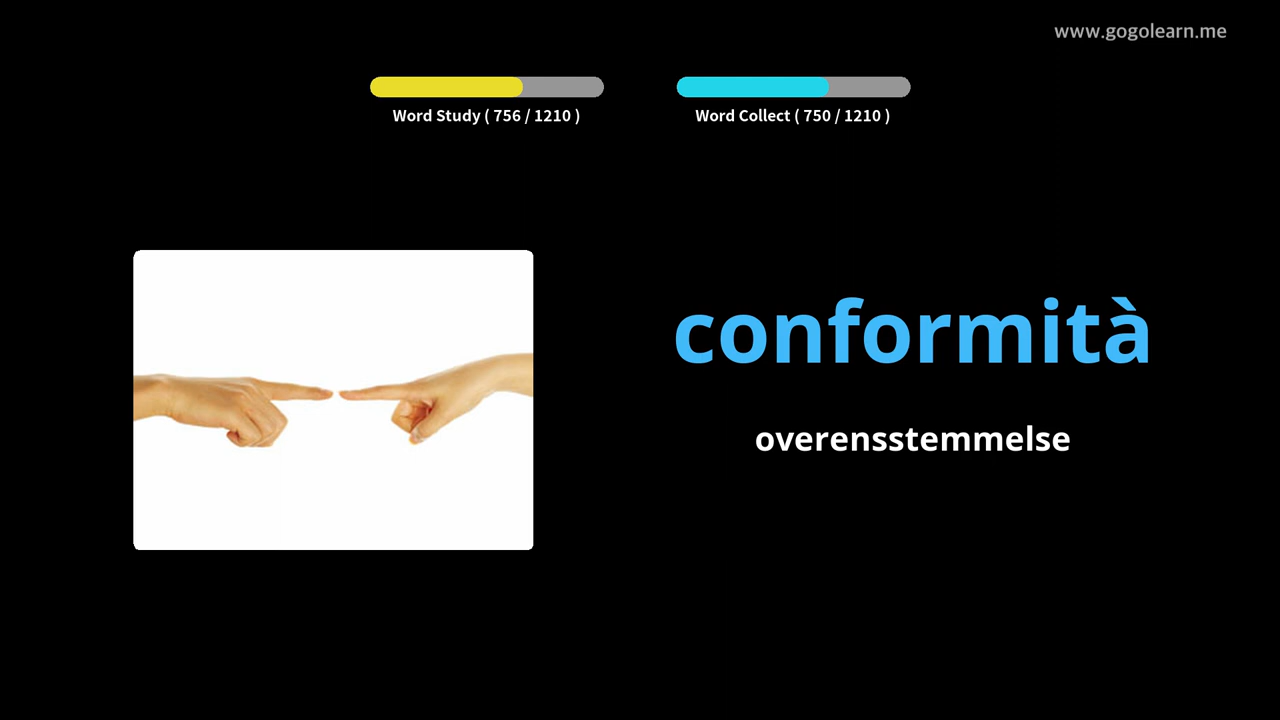 www.gogolearn.me
Word Study ( 756 / 1210 )
Word Collect ( 750 / 1210 )
conformità
overensstemmelse